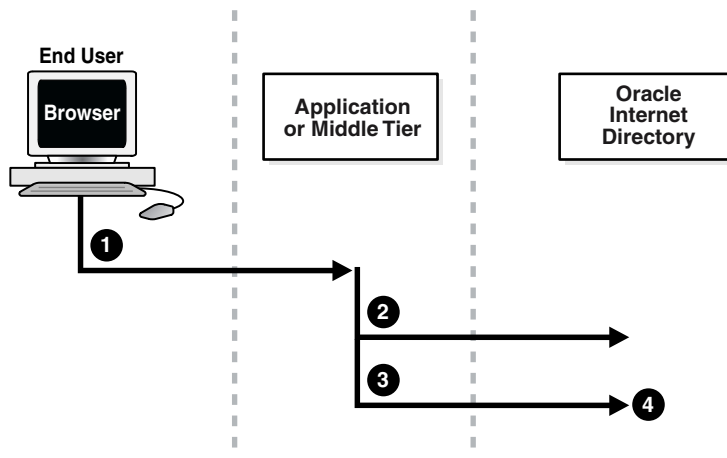 End User
Browser
Application
or Middle Tier
Oracle
Internet
Directory
1
2
3
4